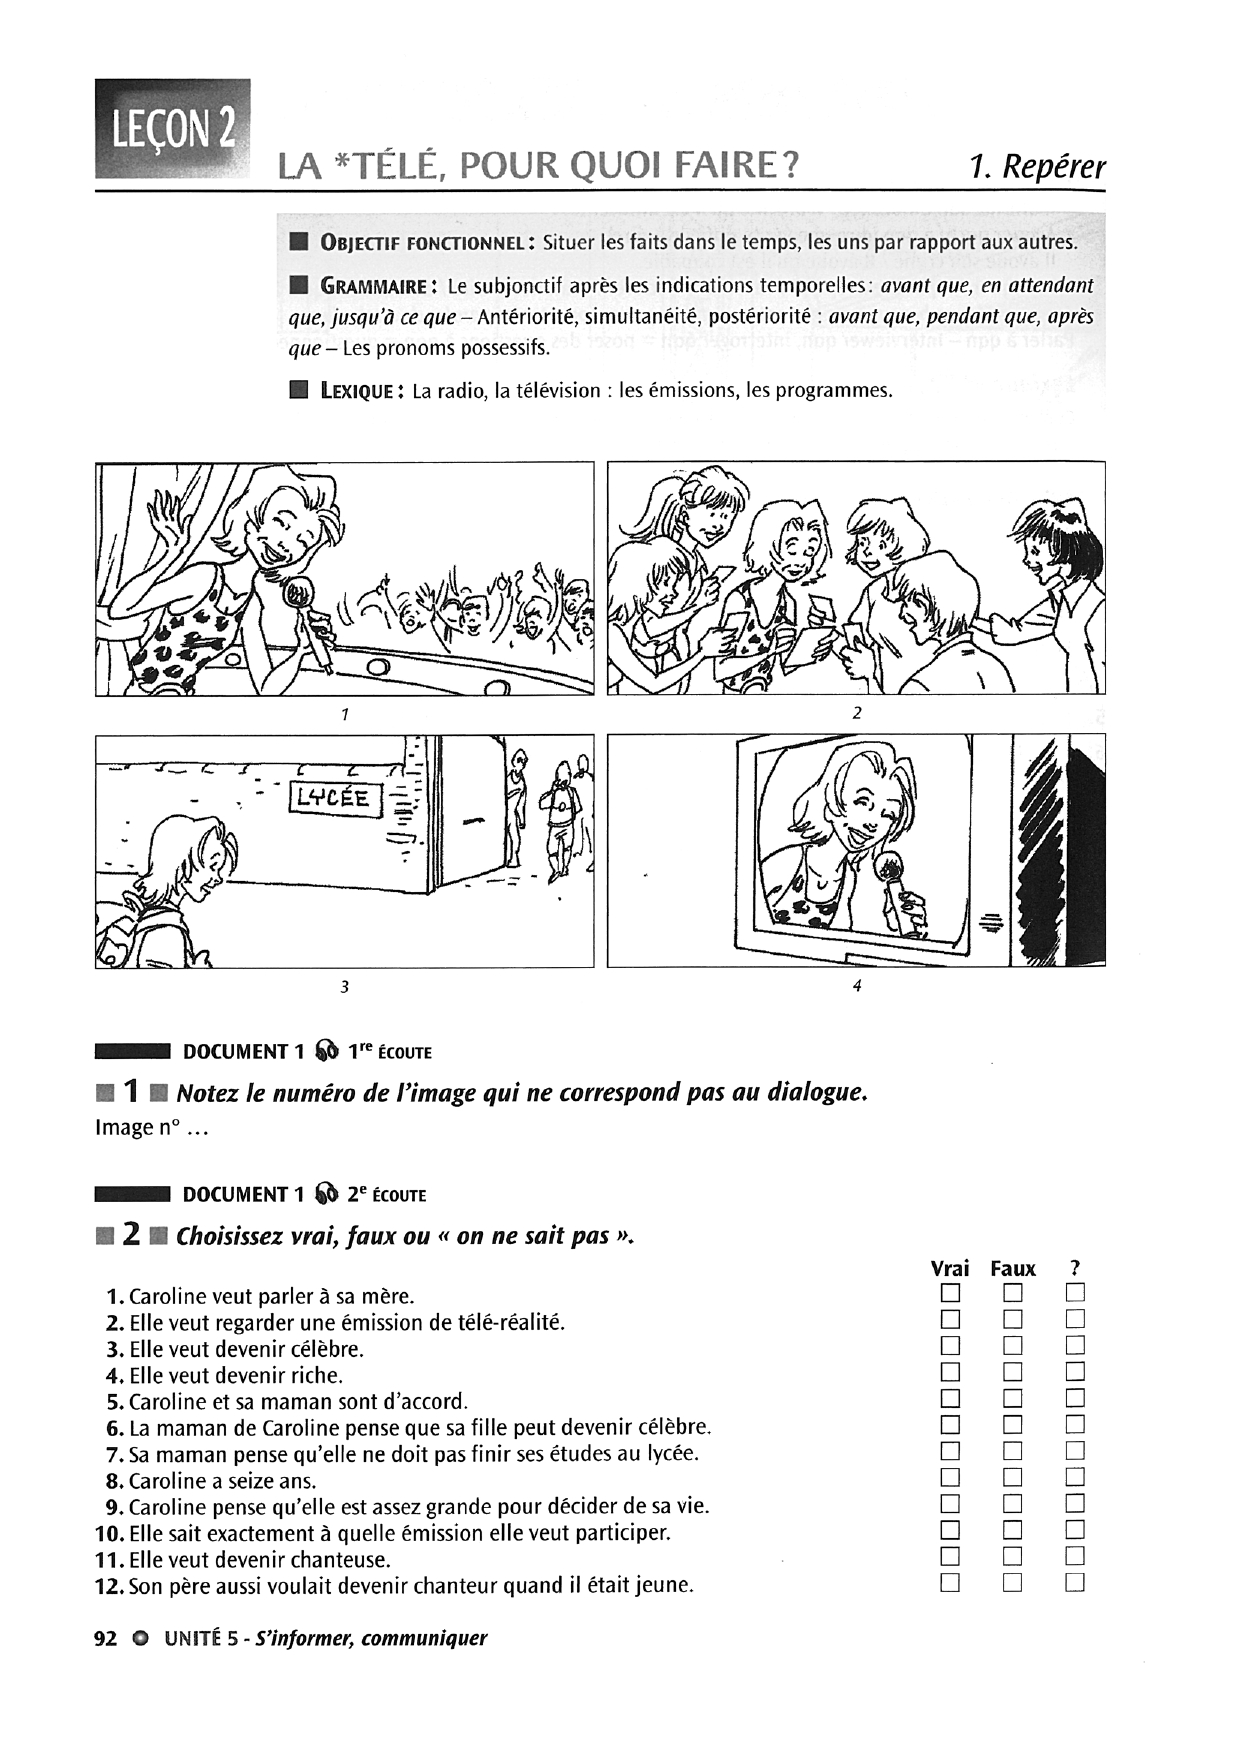 LEÇON 2
LA *TÉLÉ, POUR QUOI FAIRE?
1. Repérer
■ OBJECTIF FONCTIONNEL : Situer les faits dans le temps, les uns par rapport aux autres.
■ GRAMMAIRE : Le subjonctif après les indications temporelles : avant que, en attendant
que, jusqu'à ce que – Antériorité, simultanéité, postériorité : avant que, pendant que, après
que – Les pronoms possessifs.
■ LEXIQUE : La radio, la télévision : les émissions, les programmes.
1
2
LYCÉE
3
4
DOCUMENT 1 1re ÉCOUTE
■ 1 ■ Notez le numéro de l'image qui ne correspond pas au dialogue.
Image n° ...
DOCUMENT 1 2e ÉCOUTE
■ 2 ■ Choisissez vrai, faux ou « on ne sait pas ».
Vrai Faux ?
1. Caroline veut parler à sa mère. □ □ □
2. Elle veut regarder une émission de télé-réalité. □ □ □
3. Elle veut devenir célèbre. □ □ □
4. Elle veut devenir riche. □ □ □
5. Caroline et sa maman sont d'accord. □ □ □
6. La maman de Caroline pense que sa fille peut devenir célèbre. □ □ □
7. Sa maman pense qu'elle ne doit pas finir ses études au lycée. □ □ □
8. Caroline a seize ans. □ □ □
9. Caroline pense qu'elle est assez grande pour décider de sa vie. □ □ □
10. Elle sait exactement à quelle émission elle veut participer. □ □ □
11. Elle veut devenir chanteuse. □ □ □
12. Son père aussi voulait devenir chanteur quand il était jeune. □ □ □
92 ● UNITÉ 5 - S'informer, communiquer